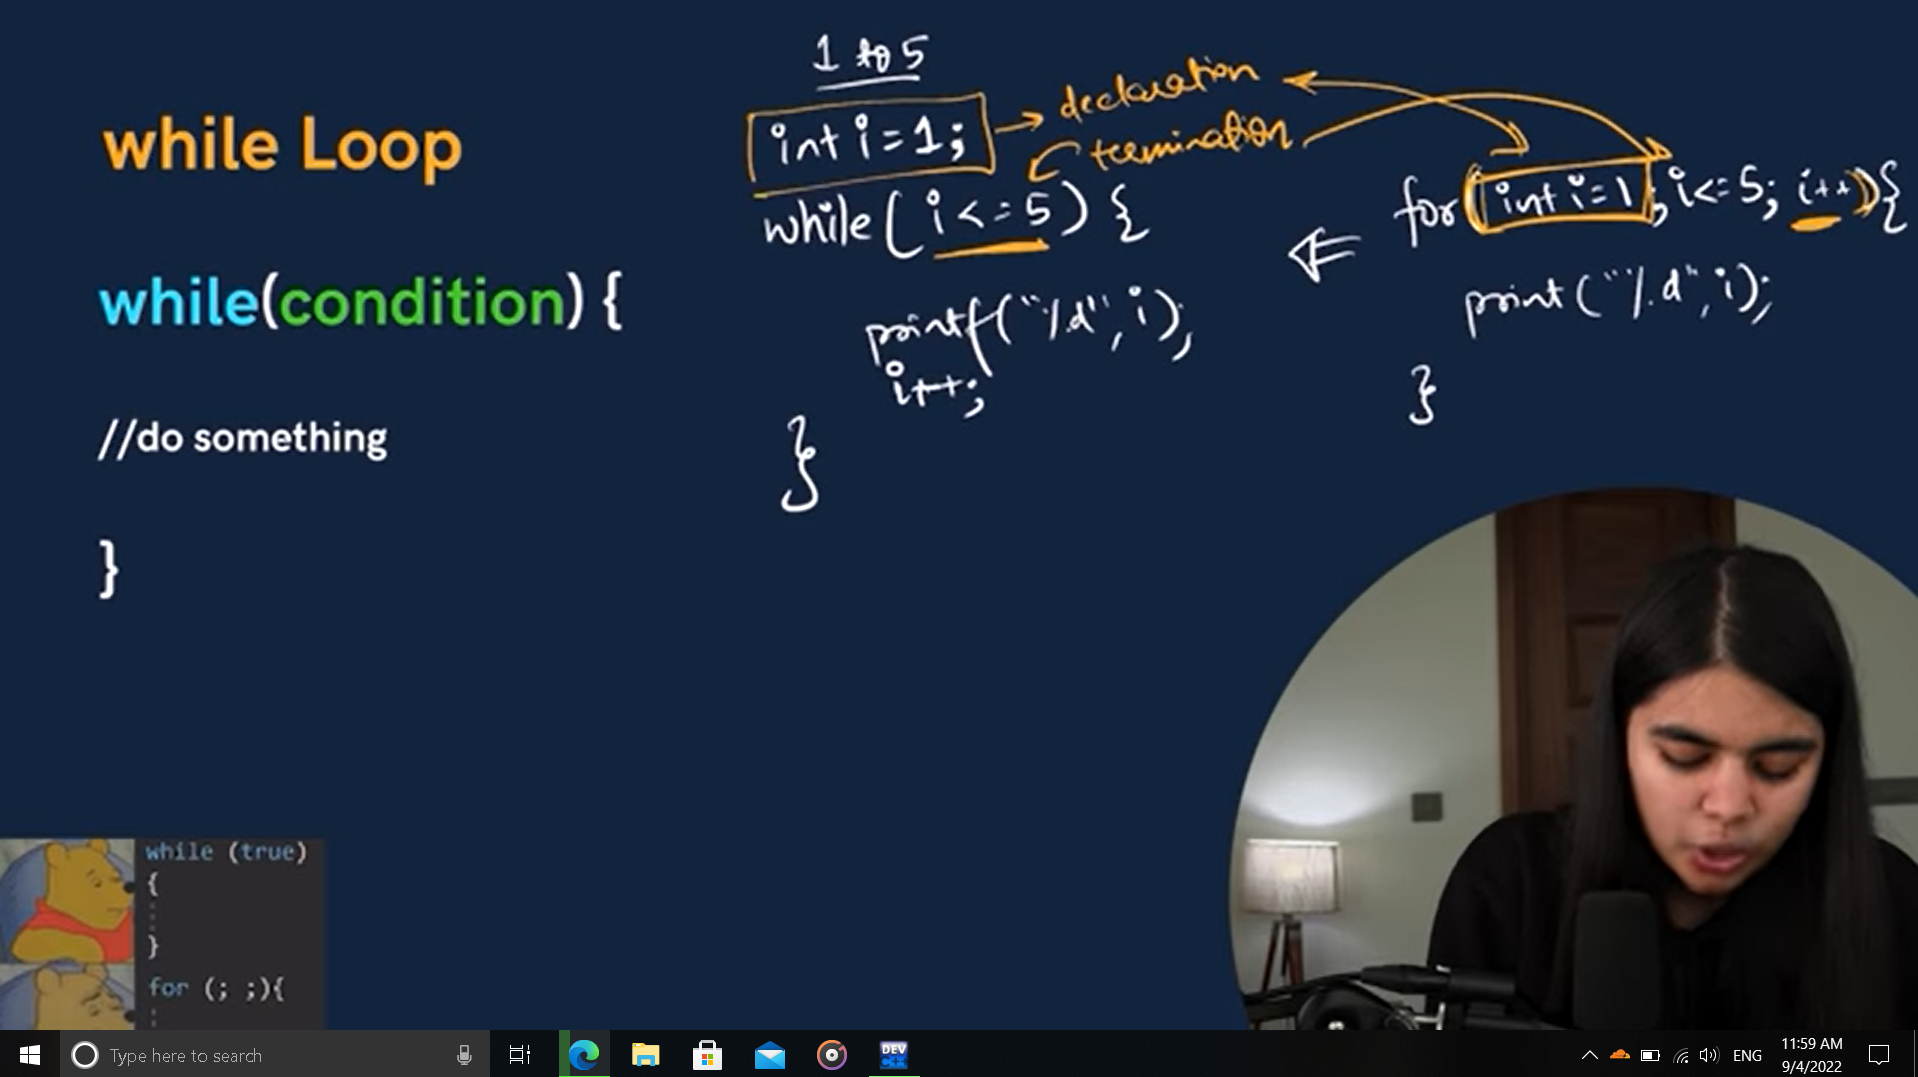 while Loop
while(condition) {
//do something
}
1 to 5
int i=1;
declaration
termination
while(i<=5){
printf("%d",i);
i++;
}
for(int i=1;i<=5;i++){
print("%d",i);
}
while (true)
{
}
for (; ;){
Type here to search
DEV
C++
ENG
11:59 AM
9/4/2022